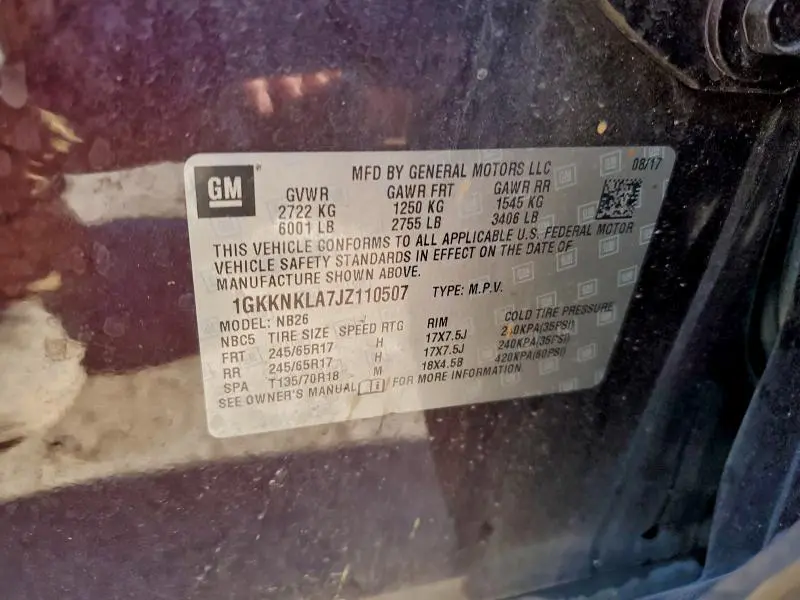 GM
MFD BY GENERAL MOTORS LLC 08/17
GVWR GAWR FRT GAWR RR
2722 KG 1250 KG 1545 KG
6001 LB 2755 LB 3406 LB
THIS VEHICLE CONFORMS TO ALL APPLICABLE U.S. FEDERAL MOTOR
VEHICLE SAFETY STANDARDS IN EFFECT ON THE DATE OF
MANUFACTURE SHOWN ABOVE.
1GKKNKLA7JZ110507 TYPE: M.P.V.
MODEL: NB26
NBC5 TIRE SIZE SPEED RTG RIM COLD TIRE PRESSURE
FRT 245/65R17 H 17X7.5J 240KPA(35PSI)
RR 245/65R17 H 17X7.5J 240KPA(35PSI)
SPA T135/70R18 M 18X4.5B 420KPA(60PSI)
SEE OWNER'S MANUAL i FOR MORE INFORMATION